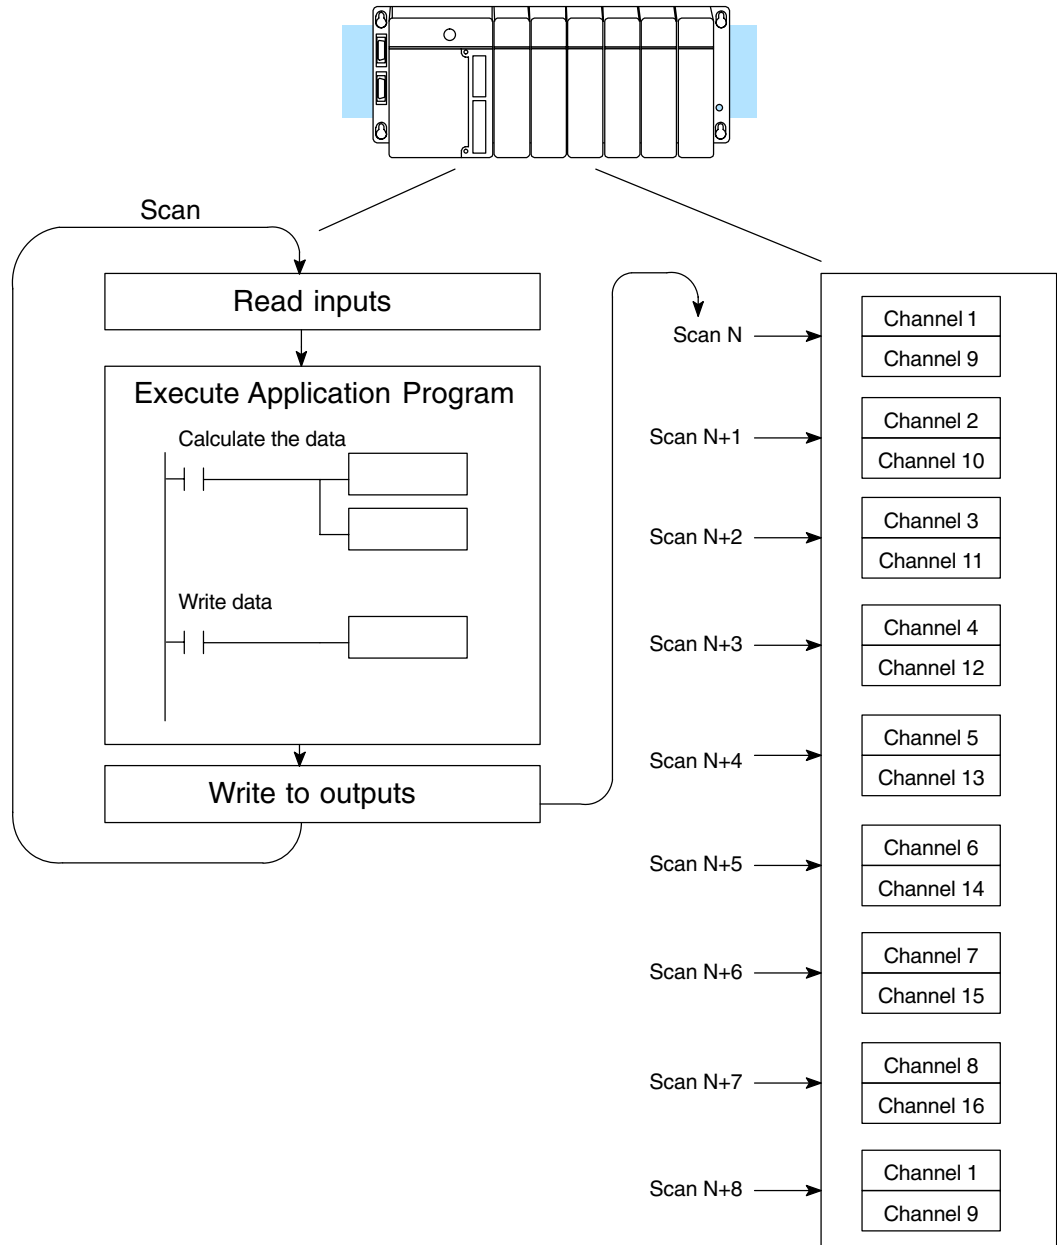 Scan
Read inputs
Execute Application Program
Calculate the data
Write data
Write to outputs
Scan N
Channel 1
Channel 9
Scan N+1
Channel 2
Channel 10
Scan N+2
Channel 3
Channel 11
Scan N+3
Channel 4
Channel 12
Scan N+4
Channel 5
Channel 13
Scan N+5
Channel 6
Channel 14
Scan N+6
Channel 7
Channel 15
Scan N+7
Channel 8
Channel 16
Scan N+8
Channel 1
Channel 9